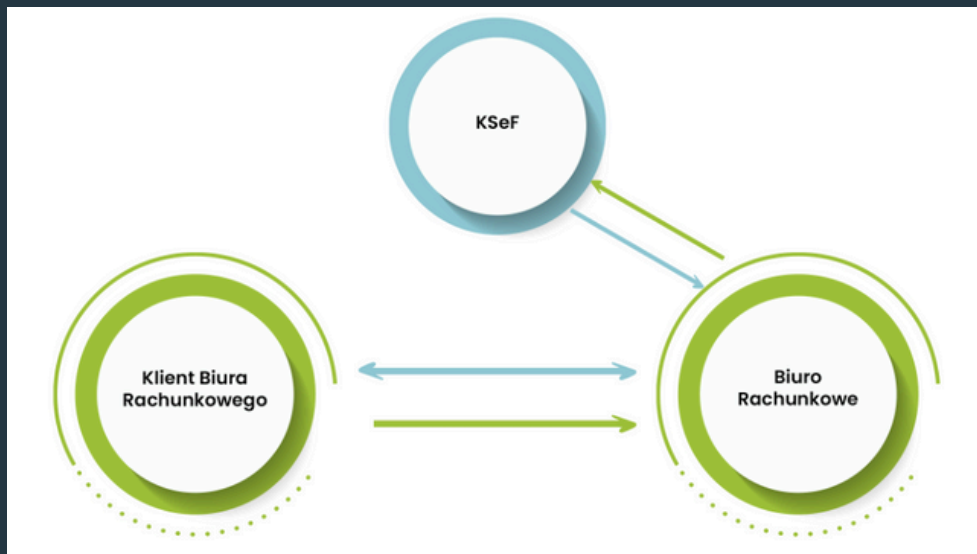 KSeF
Klient Biura
Rachunkowego
Biuro
Rachunkowe